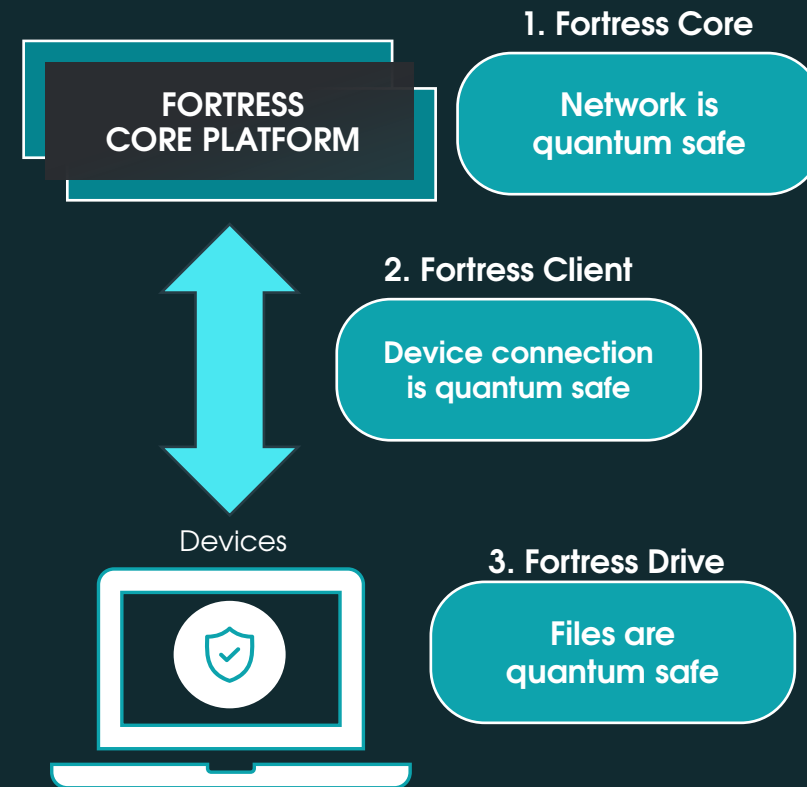 1. Fortress Core
FORTRESS
CORE PLATFORM
Network is
quantum safe
2. Fortress Client
Device connection
is quantum safe
Devices
3. Fortress Drive
Files are
quantum safe